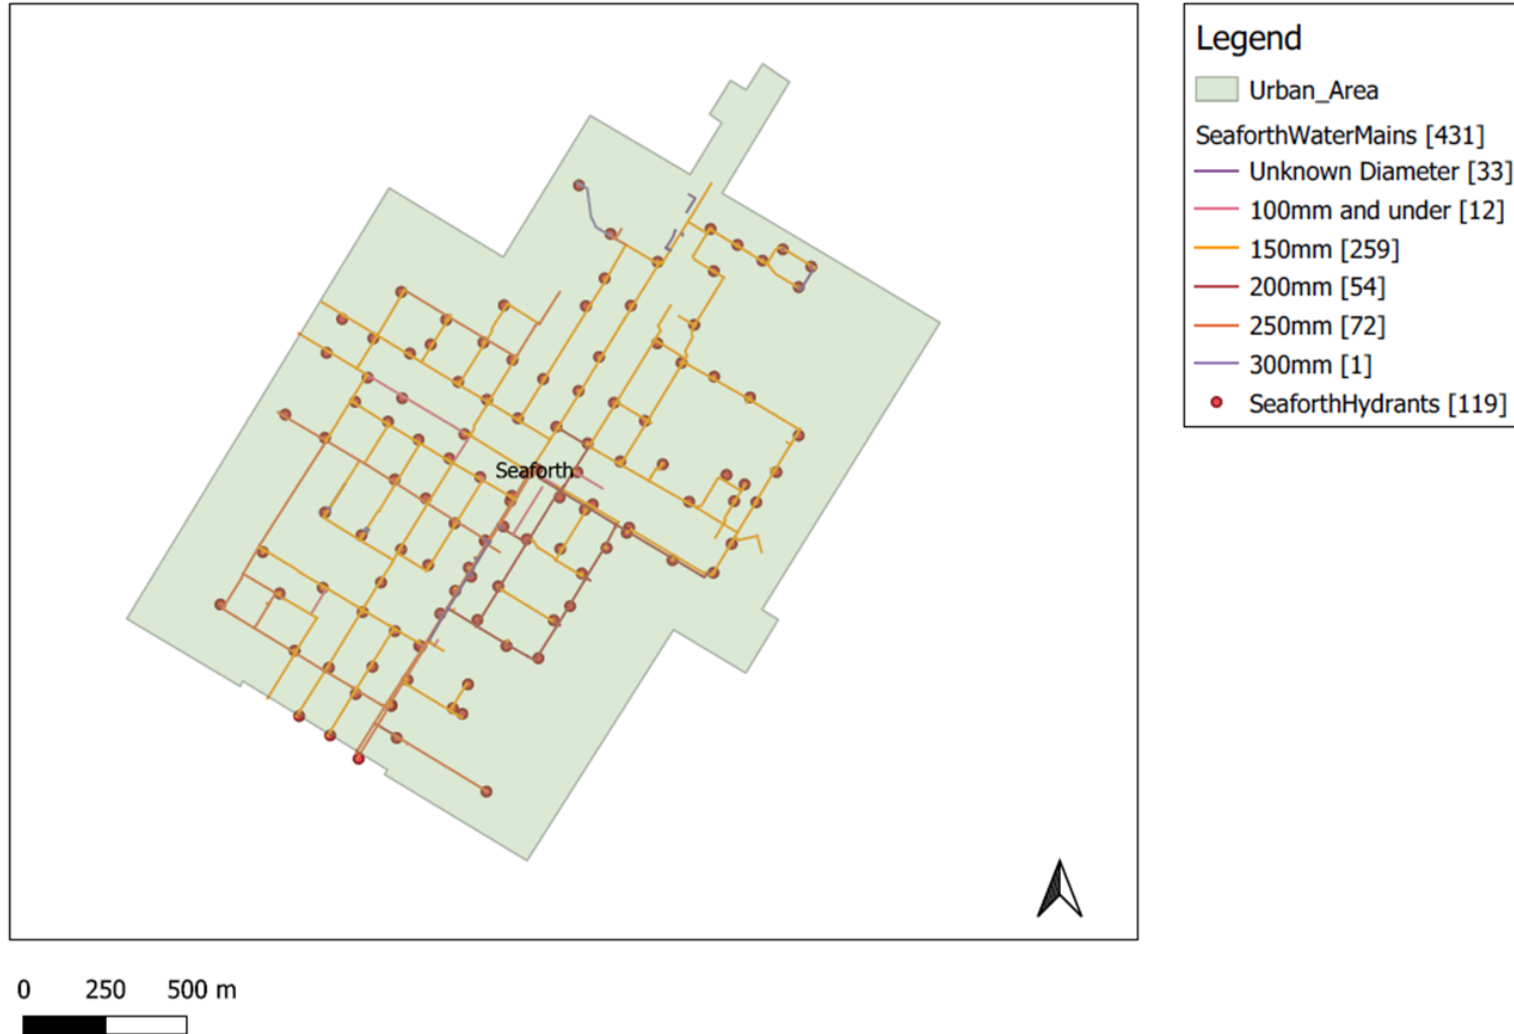 Legend
Urban_Area
SeaforthWaterMains [431]
Unknown Diameter [33]
100mm and under [12]
150mm [259]
200mm [54]
250mm [72]
300mm [1]
SeaforthHydrants [119]
Seaforth
0 250 500 m